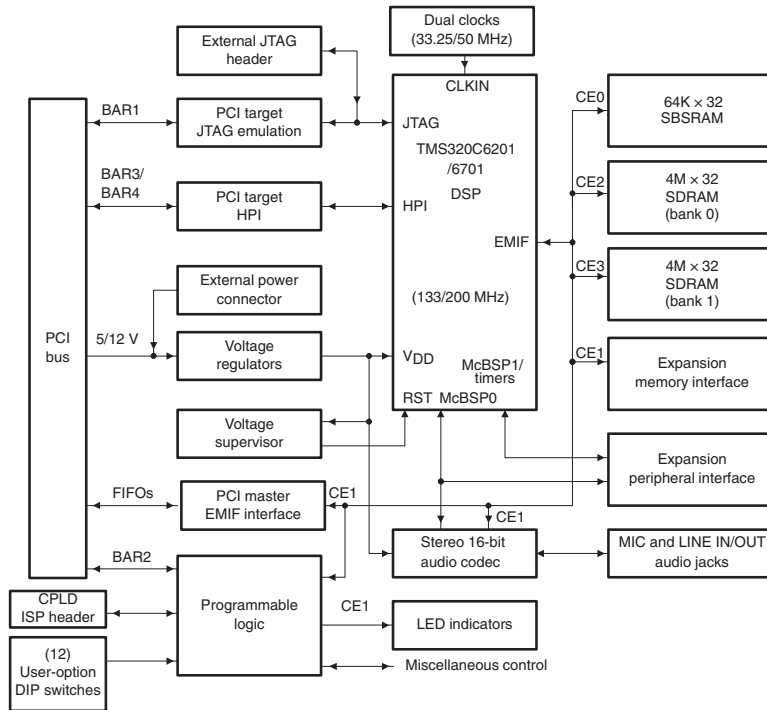 Dual clocks
(33.25/50 MHz)
External JTAG
header
CLKIN
BAR1
PCI target
JTAG emulation
JTAG
TMS320C6201
/6701
DSP
CE0
64K × 32
SBSRAM
BAR3/
BAR4
PCI target
HPI
HPI
CE2
4M × 32
SDRAM
(bank 0)
EMIF
External power
connector
CE3
4M × 32
SDRAM
(bank 1)
(133/200 MHz)
PCI
bus
5/12 V
Voltage
regulators
VDD
McBSP1/
timers
CE1
Expansion
memory interface
RST McBSP0
Voltage
supervisor
Expansion
peripheral interface
FIFOs
PCI master
EMIF interface
CE1
CE1
Stereo 16-bit
audio codec
MIC and LINE IN/OUT
audio jacks
BAR2
Programmable
logic
CPLD
ISP header
CE1
LED indicators
(12)
User-option
DIP switches
Miscellaneous control